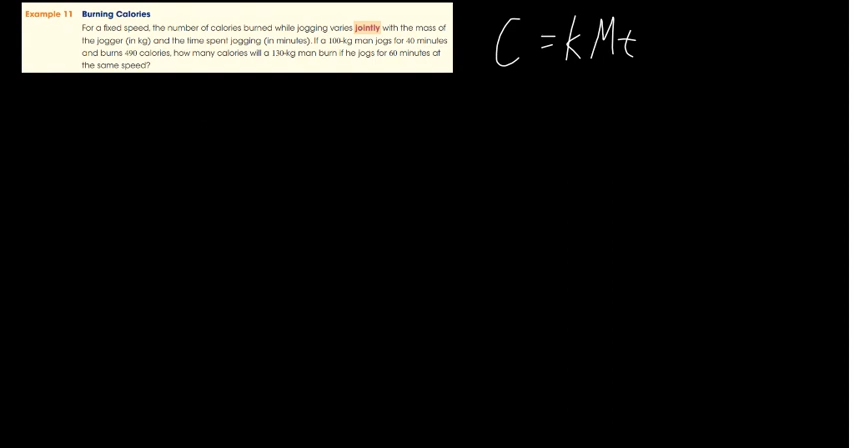 Example 11 Burning Calories
For a fixed speed, the number of calories burned while jogging varies jointly with the mass of
the jogger (in kg) and the time spent jogging (in minutes). If a 100-kg man jogs for 40 minutes
and burns 490 calories, how many calories will a 130-kg man burn if he jogs for 60 minutes at
the same speed?
C = kMt